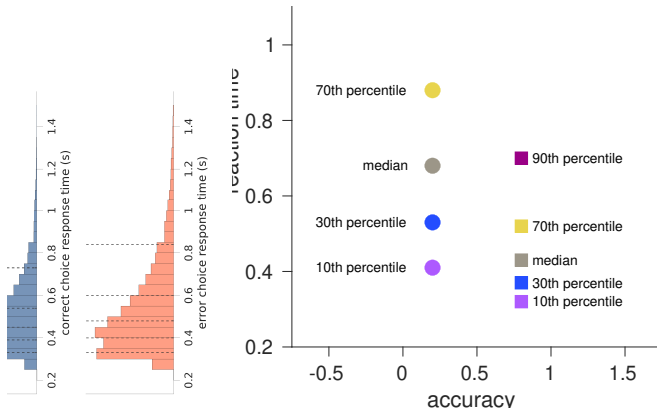 0.2 0.4 0.6 0.8 1 1.2 1.4
correct choice response time (s)
0.2 0.4 0.6 0.8 1 1.2 1.4
error choice response time (s)
reaction time
1
0.8
0.6
0.4
0.2
70th percentile
median
30th percentile
10th percentile
90th percentile
70th percentile
median
30th percentile
10th percentile
-0.5 0 0.5 1 1.5
accuracy